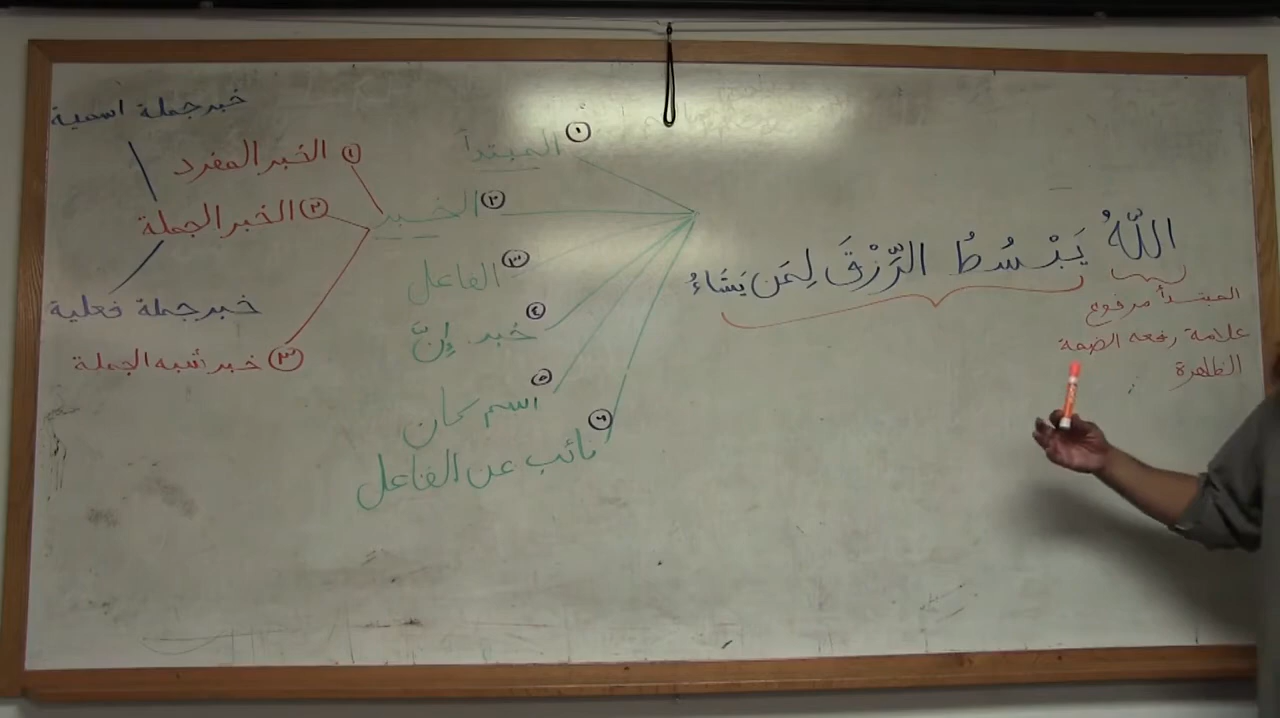 اللّٰهُ يَبْسُطُ الرِّزْقَ لِمَن يَشَاءُ
المبتدأ مرفوع
علامة رفعه الضمة
الظاهرة
١ المبتدأ
٢ الخبر
٣ الفاعل
٤ خبر إنّ
٥ اسم كان
٦ نائب عن الفاعل
١ الخبر المفرد
٢ الخبر الجملة
٣ خبر شبه الجملة
خبر جملة اسمية
خبر جملة فعلية